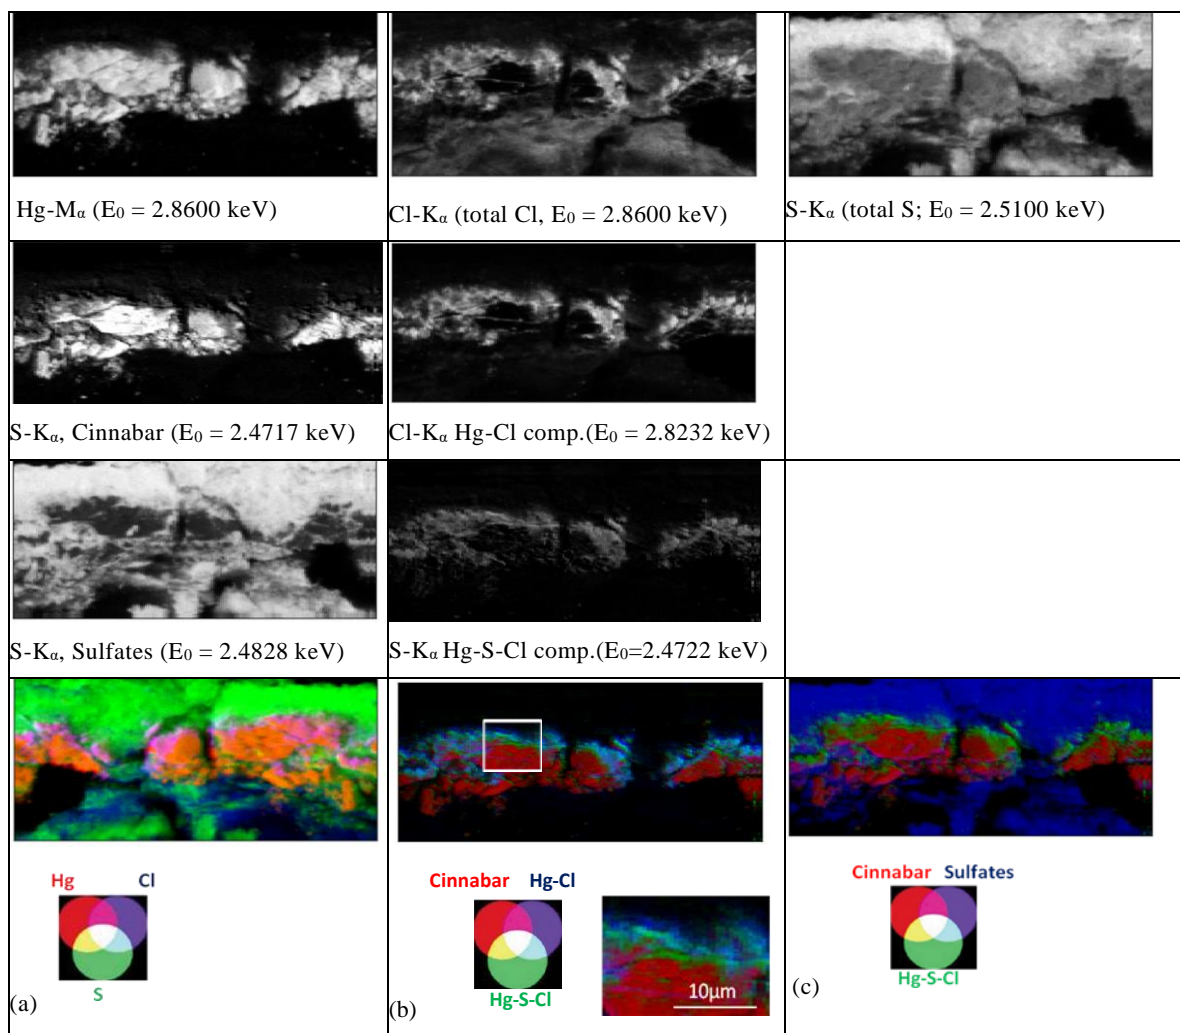 Hg-Mα (E0 = 2.8600 keV)
Cl-Kα (total Cl, E0 = 2.8600 keV)
S-Kα (total S; E0 = 2.5100 keV)
S-Kα, Cinnabar (E0 = 2.4717 keV)
Cl-Kα Hg-Cl comp.(E0 = 2.8232 keV)
S-Kα, Sulfates (E0 = 2.4828 keV)
S-Kα Hg-S-Cl comp.(E0=2.4722 keV)
Hg Cl
S
(a)
Cinnabar Hg-Cl
Hg-S-Cl
10µm
(b)
Cinnabar Sulfates
Hg-S-Cl
(c)